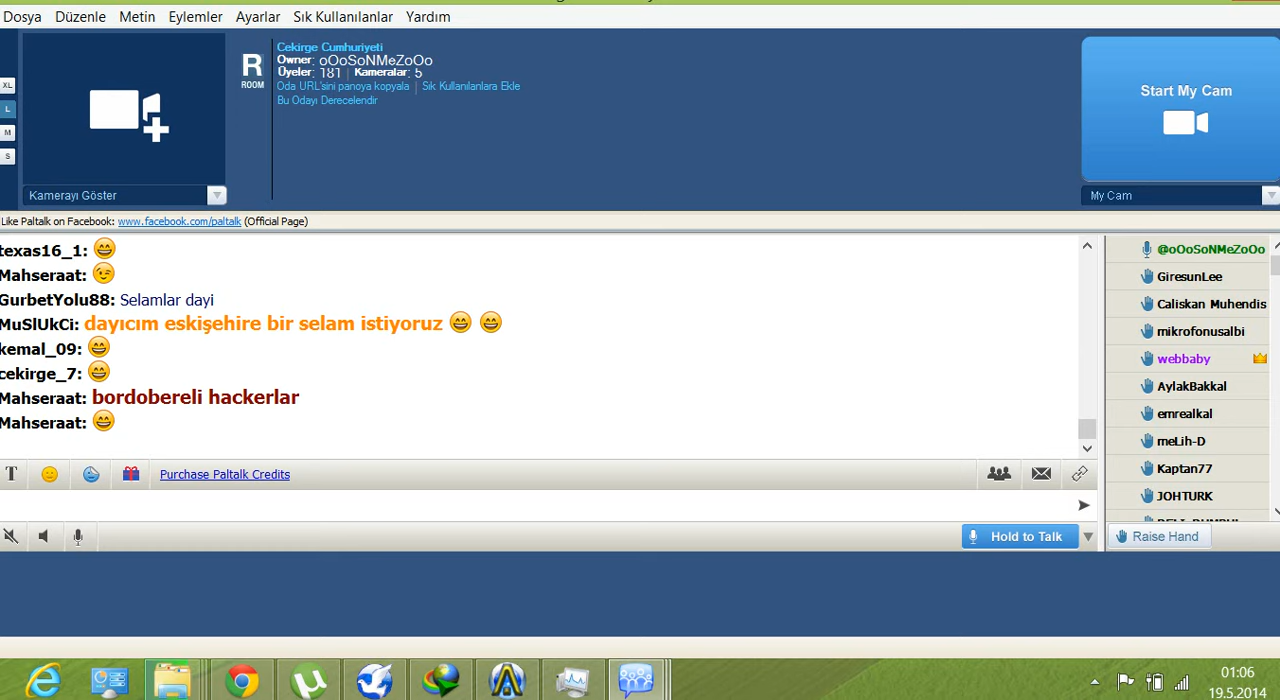 Dosya Düzenle Metin Eylemler Ayarlar Sık Kullanılanlar Yardım
XL
L
M
S
Kamerayı Göster
R
ROOM
Cekirge Cumhuriyeti
Owner: oOoSoNMeZoOo
Üyeler: 181 | Kameralar: 5
Oda URL'sini panoya kopyala | Sık Kullanılanlara Ekle
Bu Odayı Derecelendir
Start My Cam
My Cam
Like Paltalk on Facebook: www.facebook.com/paltalk (Official Page)
texas16_1:
Mahseraat:
GurbetYolu88: Selamlar dayi
MuSlUkCi: dayıcım eskişehire bir selam istiyoruz
kemal_09:
cekirge_7:
Mahseraat: bordobereli hackerlar
Mahseraat:
@oOoSoNMeZoOo
GiresunLee
Caliskan Muhendis
mikrofonusalbi
webbaby
AylakBakkal
emrealkal
meLih-D
Kaptan77
JOHTURK
T Purchase Paltalk Credits
Hold to Talk
Raise Hand
01:06
19.5.2014